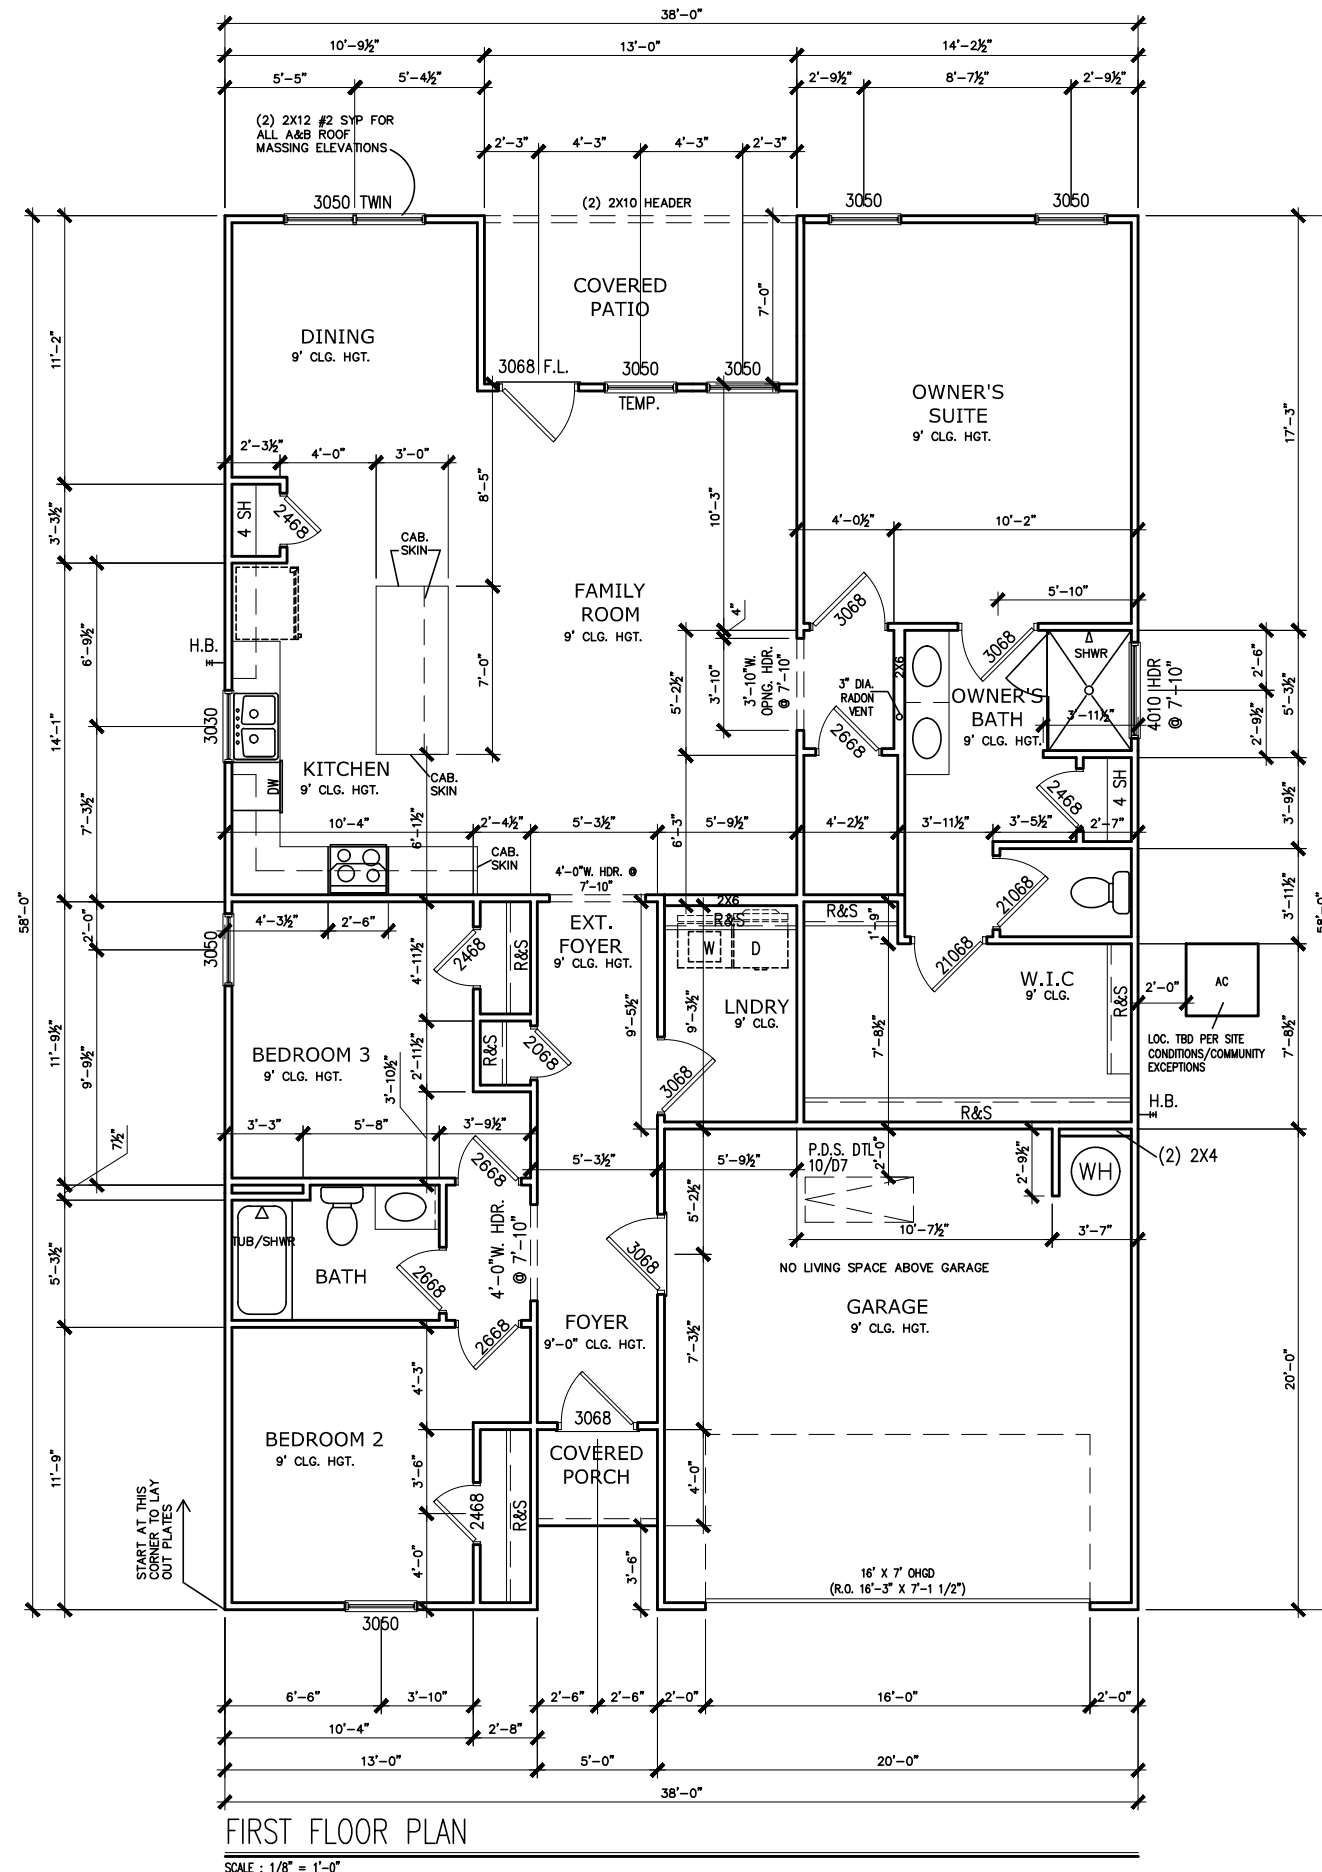 38'-0"
10'-9½"
13'-0"
14'-2½"
5'-5"
5'-4½"
2'-9½"
8'-7½"
2'-9½"
(2) 2X12 #2 SYP FOR
ALL A&B ROOF
MASSING ELEVATIONS
2'-3"
4'-3"
4'-3"
2'-3"
3050 TWIN
(2) 2X10 HEADER
3050
3050
COVERED
PATIO
7'-0"
DINING
9' CLG. HGT.
11'-2"
3068 F.L.
3050
3050
TEMP.
OWNER'S
SUITE
9' CLG. HGT.
17'-3"
2'-3½"
4'-0"
3'-0"
8'-5"
10'-3"
4 SH
2468
3'-3½"
4'-0½"
10'-2"
CAB.
SKIN
FAMILY
ROOM
9' CLG. HGT.
5'-10"
4"
3068
3068
SHWR
H.B.
6'-9½"
7'-0"
5'-2½"
3'-10"
3'-10"W.
OPNG. HDR.
@ 7'-10"
2X6
3" DIA.
RADON
VENT
OWNER'S
BATH
9' CLG. HGT.
3'-11½"
4010 HDR
@ 7'-10"
2'-6"
2'-9½"
5'-3½"
3030
14'-1"
2668
KITCHEN
9' CLG. HGT.
DW
CAB.
SKIN
2468
4 SH
7'-3½"
6'-1½"
6'-3"
3'-9½"
10'-4"
2'-4½"
5'-3½"
5'-9½"
4'-2½"
3'-11½"
3'-5½"
2'-7"
CAB.
SKIN
4'-0"W. HDR. @
7'-10"
21068
3'-11½"
58'-0"
58'-0"
2'-0"
4'-3½"
2'-6"
3050
2468
R&S
4'-11½"
EXT.
FOYER
9' CLG. HGT.
2X6
R&S
W
D
R&S
1'-9"
21068
W.I.C
9' CLG.
R&S
AC
2'-0"
LOC. TBD PER SITE
CONDITIONS/COMMUNITY
EXCEPTIONS
LNDRY
9' CLG.
9'-5½"
9'-3½"
7'-8½"
7'-8½"
11'-9½"
9'-9½"
BEDROOM 3
9' CLG. HGT.
2'-11½"
R&S
2068
3068
3'-10½"
R&S
H.B.
7½"
3'-3"
5'-8"
3'-9½"
2668
5'-3½"
5'-9½"
P.D.S. DTL
10/D7
2'-0"
2'-9½"
WH
(2) 2X4
5'-2½"
10'-7½"
3'-7"
5'-3½"
TUB/SHWR
BATH
2668
4'-0"W. HDR.
@ 7'-10"
3068
NO LIVING SPACE ABOVE GARAGE
GARAGE
9' CLG. HGT.
2668
FOYER
9'-0" CLG. HGT.
7'-3½"
4'-3"
20'-0"
3068
BEDROOM 2
9' CLG. HGT.
COVERED
PORCH
3'-6"
4'-0"
11'-9"
START AT THIS
CORNER TO LAY
OUT PLATES
2468
R&S
4'-0"
3'-6"
16' X 7' OHGD
(R.O. 16'-3" X 7'-1 1/2")
3050
6'-6"
3'-10"
2'-6"
2'-6"
2'-0"
16'-0"
2'-0"
10'-4"
2'-8"
13'-0"
5'-0"
20'-0"
38'-0"
FIRST FLOOR PLAN
SCALE : 1/8" = 1'-0"